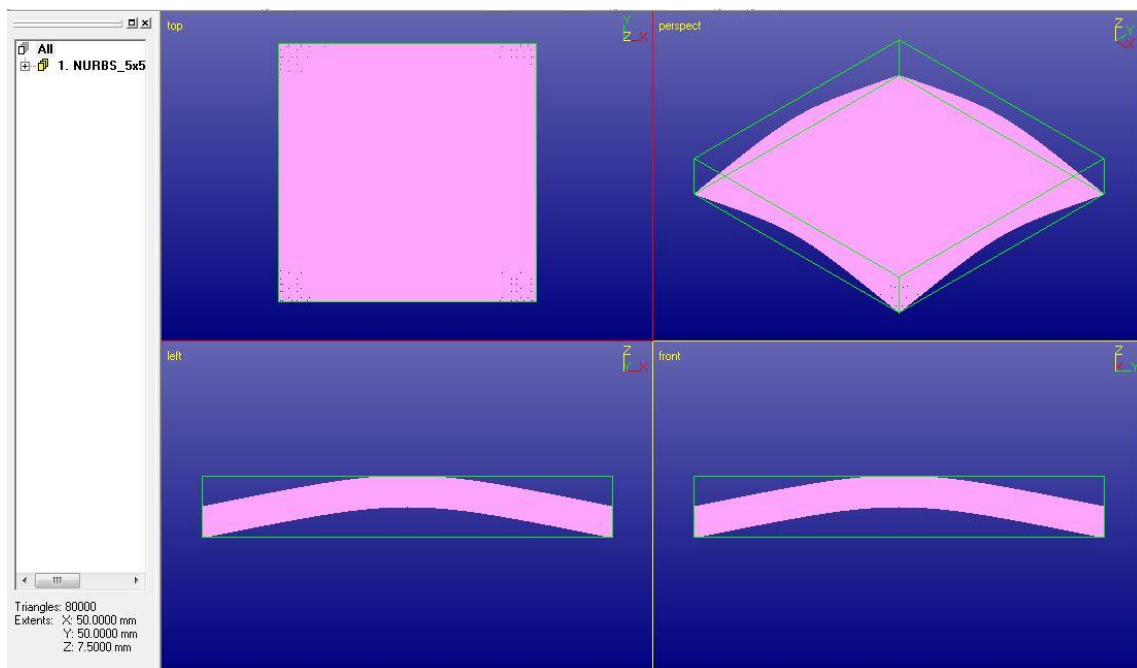 All
1. NURBS_5x5
Triangles: 80000
Extents: X: 50.0000 mm
Y: 50.0000 mm
Z: 7.5000 mm
top
Y
Z X
perspect
Z
Y
X
left
Z
Y X
front
Z
X Y